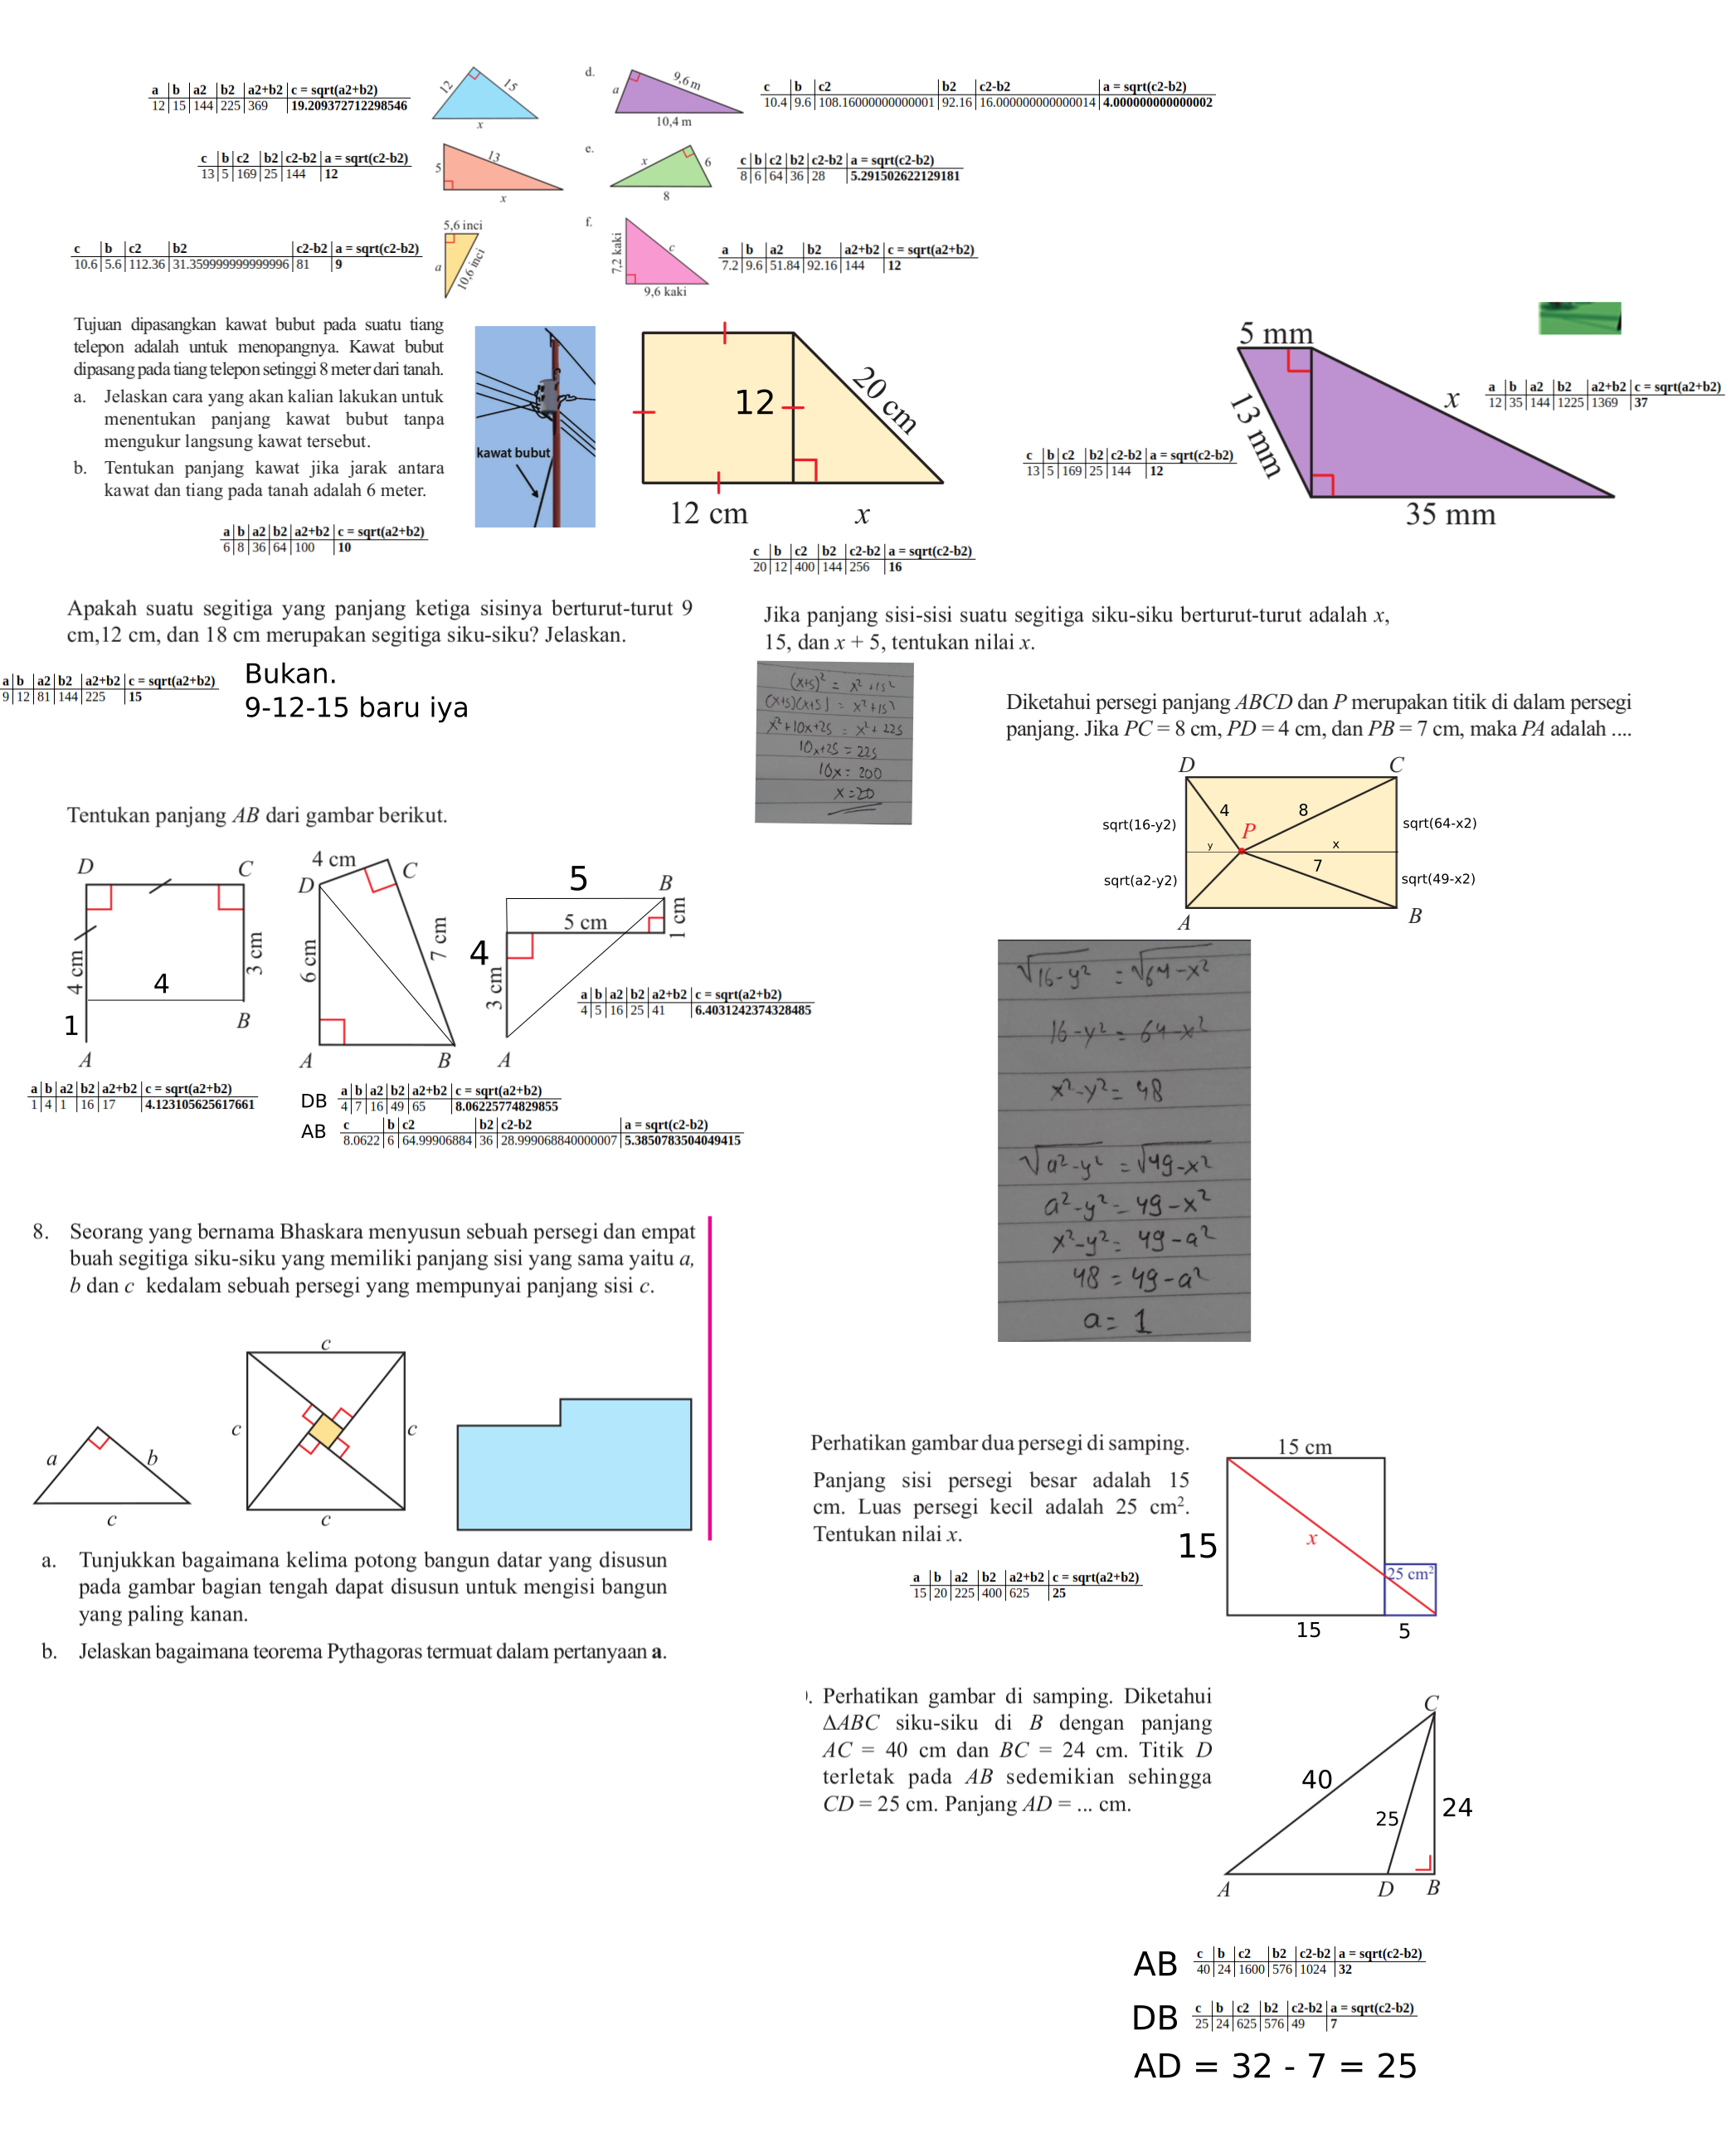 a b a2 b2 a2+b2 c = sqrt(a2+b2)
12 15 144 225 369 19.209372712298546
12
15
x
d.
a
9,6 m
10,4 m
c b c2 b2 c2-b2 a = sqrt(c2-b2)
10.4 9.6 108.16000000000001 92.16 16.000000000000014 4.000000000000002
c b c2 b2 c2-b2 a = sqrt(c2-b2)
13 5 169 25 144 12
5
13
x
e.
x
6
8
c b c2 b2 c2-b2 a = sqrt(c2-b2)
8 6 64 36 28 5.291502622129181
c b c2 b2 c2-b2 a = sqrt(c2-b2)
10.6 5.6 112.36 31.359999999999996 81 9
5,6 inci
a
10,6 inci
f.
7,2 kaki
c
9,6 kaki
a b a2 b2 a2+b2 c = sqrt(a2+b2)
7.2 9.6 51.84 92.16 144 12
Tujuan dipasangkan kawat bubut pada suatu tiang
telepon adalah untuk menopangnya. Kawat bubut
dipasang pada tiang telepon setinggi 8 meter dari tanah.
a. Jelaskan cara yang akan kalian lakukan untuk
menentukan panjang kawat bubut tanpa
mengukur langsung kawat tersebut.
b. Tentukan panjang kawat jika jarak antara
kawat dan tiang pada tanah adalah 6 meter.
kawat bubut
a b a2 b2 a2+b2 c = sqrt(a2+b2)
6 8 36 64 100 10
12
20 cm
12 cm
x
c b c2 b2 c2-b2 a = sqrt(c2-b2)
20 12 400 144 256 16
5 mm
13 mm
x
35 mm
a b a2 b2 a2+b2 c = sqrt(a2+b2)
12 35 144 1225 1369 37
c b c2 b2 c2-b2 a = sqrt(c2-b2)
13 5 169 25 144 12
Apakah suatu segitiga yang panjang ketiga sisinya berturut-turut 9
cm,12 cm, dan 18 cm merupakan segitiga siku-siku? Jelaskan.
a b a2 b2 a2+b2 c = sqrt(a2+b2)
9 12 81 144 225 15
Bukan.
9-12-15 baru iya
Jika panjang sisi-sisi suatu segitiga siku-siku berturut-turut adalah x,
15, dan x + 5, tentukan nilai x.
(x+5)² = x² + 15²
(x+5)(x+5) = x² + 15²
x²+10x+25 = x² + 225
10x+25 = 225
10x = 200
x = 20
Diketahui persegi panjang ABCD dan P merupakan titik di dalam persegi
panjang. Jika PC = 8 cm, PD = 4 cm, dan PB = 7 cm, maka PA adalah ....
D
C
sqrt(16-y2)
4
8
sqrt(64-x2)
P
y
x
7
sqrt(a2-y2)
sqrt(49-x2)
A
B
√16-y² = √64-x²
16-y² = 64-x²
x²-y² = 48
√a²-y² = √49-x²
a²-y² = 49-x²
x²-y² = 49-a²
48 = 49-a²
a = 1
Tentukan panjang AB dari gambar berikut.
D
C
4 cm
3 cm
4
1
B
A
a b a2 b2 a2+b2 c = sqrt(a2+b2)
1 4 1 16 17 4.123105625617661
4 cm
D
C
6 cm
7 cm
A
B
DB
a b a2 b2 a2+b2 c = sqrt(a2+b2)
4 7 16 49 65 8.06225774829855
AB
c b c2 b2 c2-b2 a = sqrt(c2-b2)
8.0622 6 64.99906884 36 28.999068840000007 5.3850783504049415
5
B
5 cm
1 cm
4
3 cm
A
a b a2 b2 a2+b2 c = sqrt(a2+b2)
4 5 16 25 41 6.4031242374328485
8. Seorang yang bernama Bhaskara menyusun sebuah persegi dan empat
buah segitiga siku-siku yang memiliki panjang sisi yang sama yaitu a,
b dan c kedalam sebuah persegi yang mempunyai panjang sisi c.
a
b
c
c
c
c
c
a. Tunjukkan bagaimana kelima potong bangun datar yang disusun
pada gambar bagian tengah dapat disusun untuk mengisi bangun
yang paling kanan.
b. Jelaskan bagaimana teorema Pythagoras termuat dalam pertanyaan a.
Perhatikan gambar dua persegi di samping.
Panjang sisi persegi besar adalah 15
cm. Luas persegi kecil adalah 25 cm².
Tentukan nilai x.
a b a2 b2 a2+b2 c = sqrt(a2+b2)
15 20 225 400 625 25
15 cm
15
x
25 cm²
15
5
). Perhatikan gambar di samping. Diketahui
ΔABC siku-siku di B dengan panjang
AC = 40 cm dan BC = 24 cm. Titik D
terletak pada AB sedemikian sehingga
CD = 25 cm. Panjang AD = ... cm.
C
40
25
24
A
D
B
AB
c b c2 b2 c2-b2 a = sqrt(c2-b2)
40 24 1600 576 1024 32
DB
c b c2 b2 c2-b2 a = sqrt(c2-b2)
25 24 625 576 49 7
AD = 32 - 7 = 25